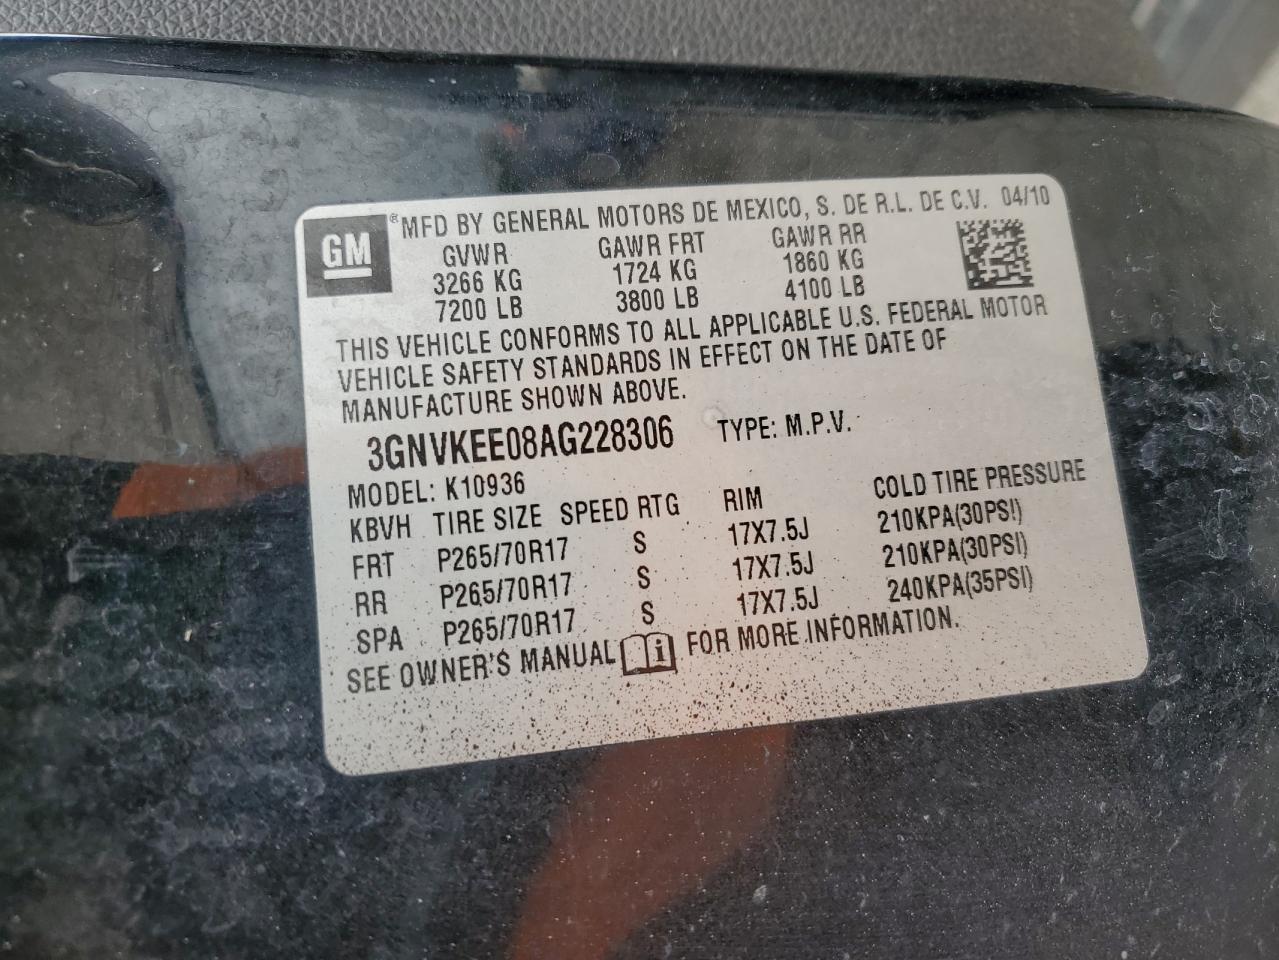 GM
® MFD BY GENERAL MOTORS DE MEXICO, S. DE R.L. DE C.V. 04/10
GVWR GAWR FRT GAWR RR
3266 KG 1724 KG 1860 KG
7200 LB 3800 LB 4100 LB
THIS VEHICLE CONFORMS TO ALL APPLICABLE U.S. FEDERAL MOTOR
VEHICLE SAFETY STANDARDS IN EFFECT ON THE DATE OF
MANUFACTURE SHOWN ABOVE.
3GNVKEE08AG228306 TYPE: M.P.V.
MODEL: K10936
KBVH TIRE SIZE SPEED RTG RIM COLD TIRE PRESSURE
FRT P265/70R17 S 17X7.5J 210KPA(30PSI)
RR P265/70R17 S 17X7.5J 210KPA(30PSI)
SPA P265/70R17 S 17X7.5J 240KPA(35PSI)
SEE OWNER'S MANUAL i FOR MORE INFORMATION.